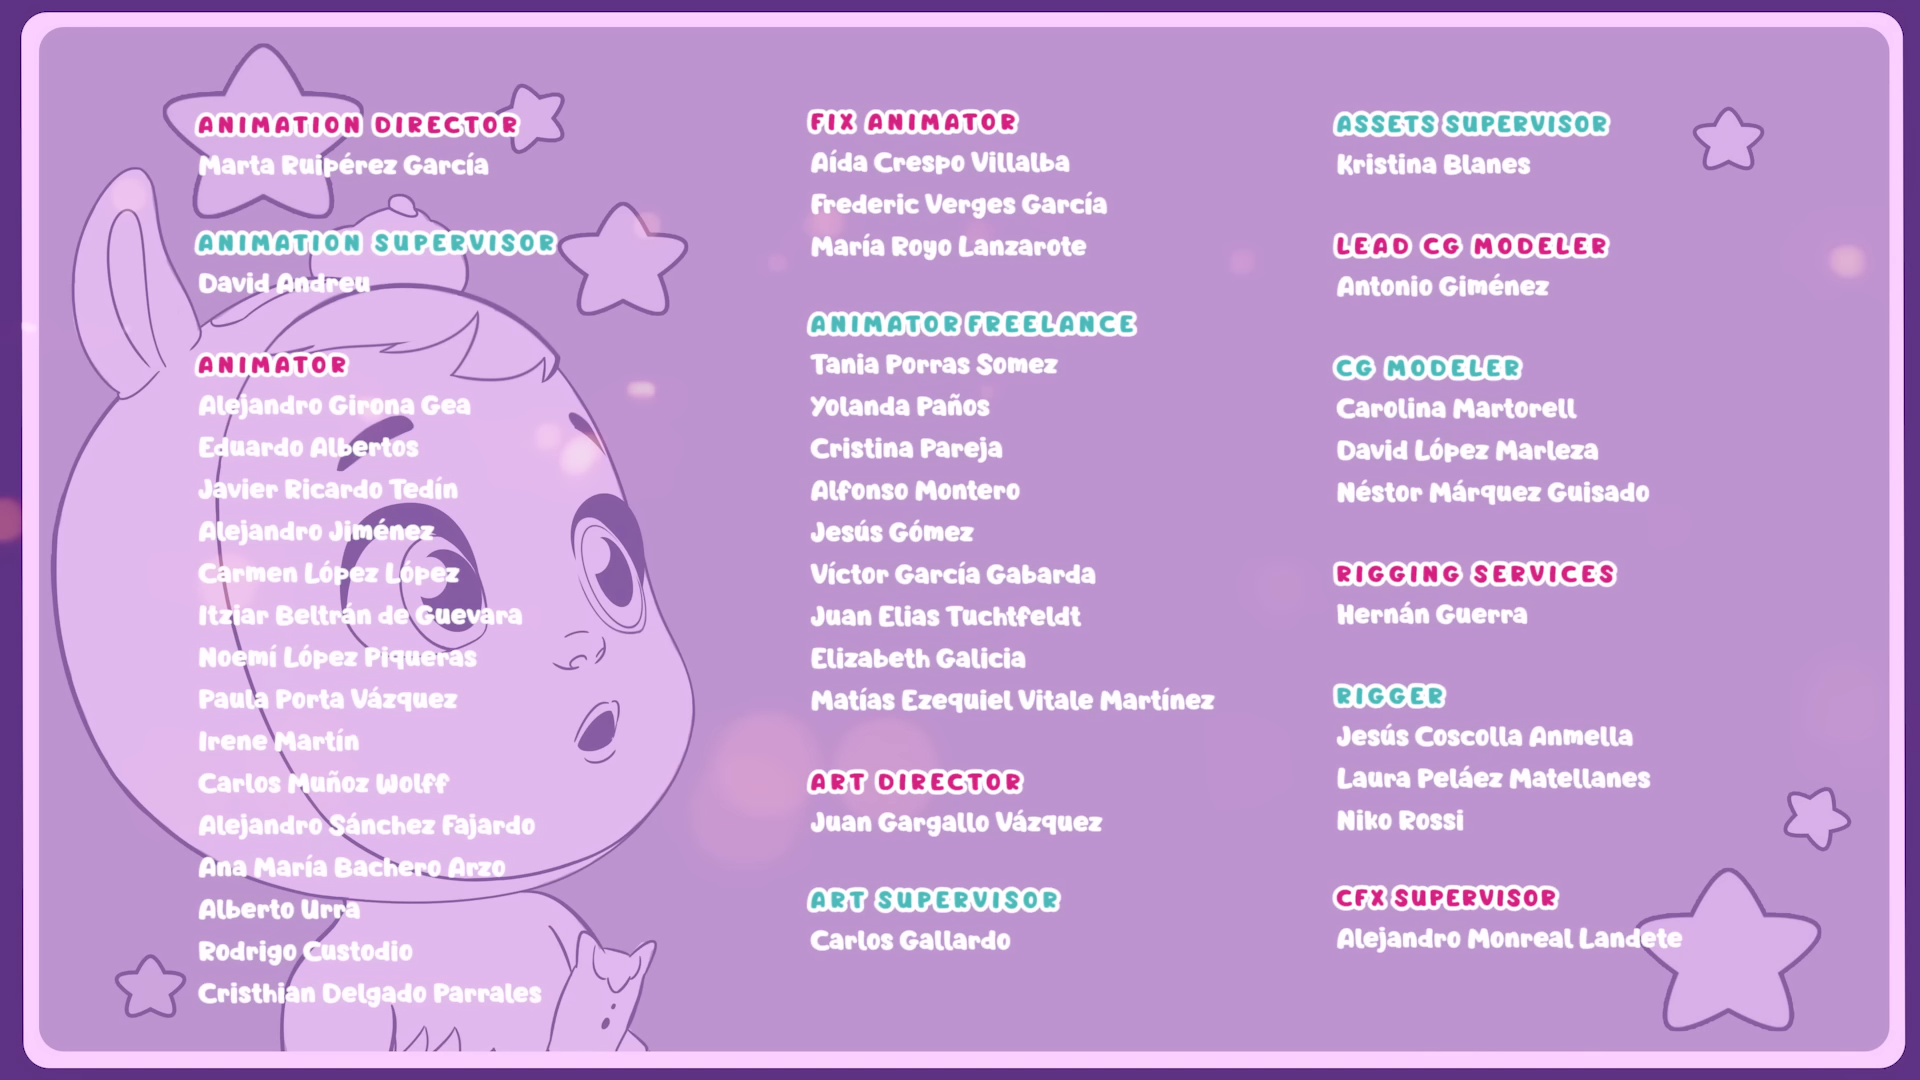 ANIMATION DIRECTOR
Marta Ruipérez García
ANIMATION SUPERVISOR
David Andreu
ANIMATOR
Alejandro Girona Gea
Eduardo Albertos
Javier Ricardo Tedín
Alejandro Jiménez
Carmen López López
Itziar Beltrán de Guevara
Noemí López Piqueras
Paula Porta Vázquez
Irene Martín
Carlos Muñoz Wolff
Alejandro Sánchez Fajardo
Ana María Bachero Arzo
Alberto Urra
Rodrigo Custodio
Cristhian Delgado Parrales
FIX ANIMATOR
Aída Crespo Villalba
Frederic Verges García
María Royo Lanzarote
ANIMATOR FREELANCE
Tania Porras Somez
Yolanda Paños
Cristina Pareja
Alfonso Montero
Jesús Gómez
Víctor García Gabarda
Juan Elias Tuchtfeldt
Elizabeth Galicia
Matías Ezequiel Vitale Martínez
ART DIRECTOR
Juan Gargallo Vázquez
ART SUPERVISOR
Carlos Gallardo
ASSETS SUPERVISOR
Kristina Blanes
LEAD CG MODELER
Antonio Giménez
CG MODELER
Carolina Martorell
David López Marleza
Néstor Márquez Guisado
RIGGING SERVICES
Hernán Guerra
RIGGER
Jesús Coscolla Anmella
Laura Peláez Matellanes
Niko Rossi
CFX SUPERVISOR
Alejandro Monreal Landete